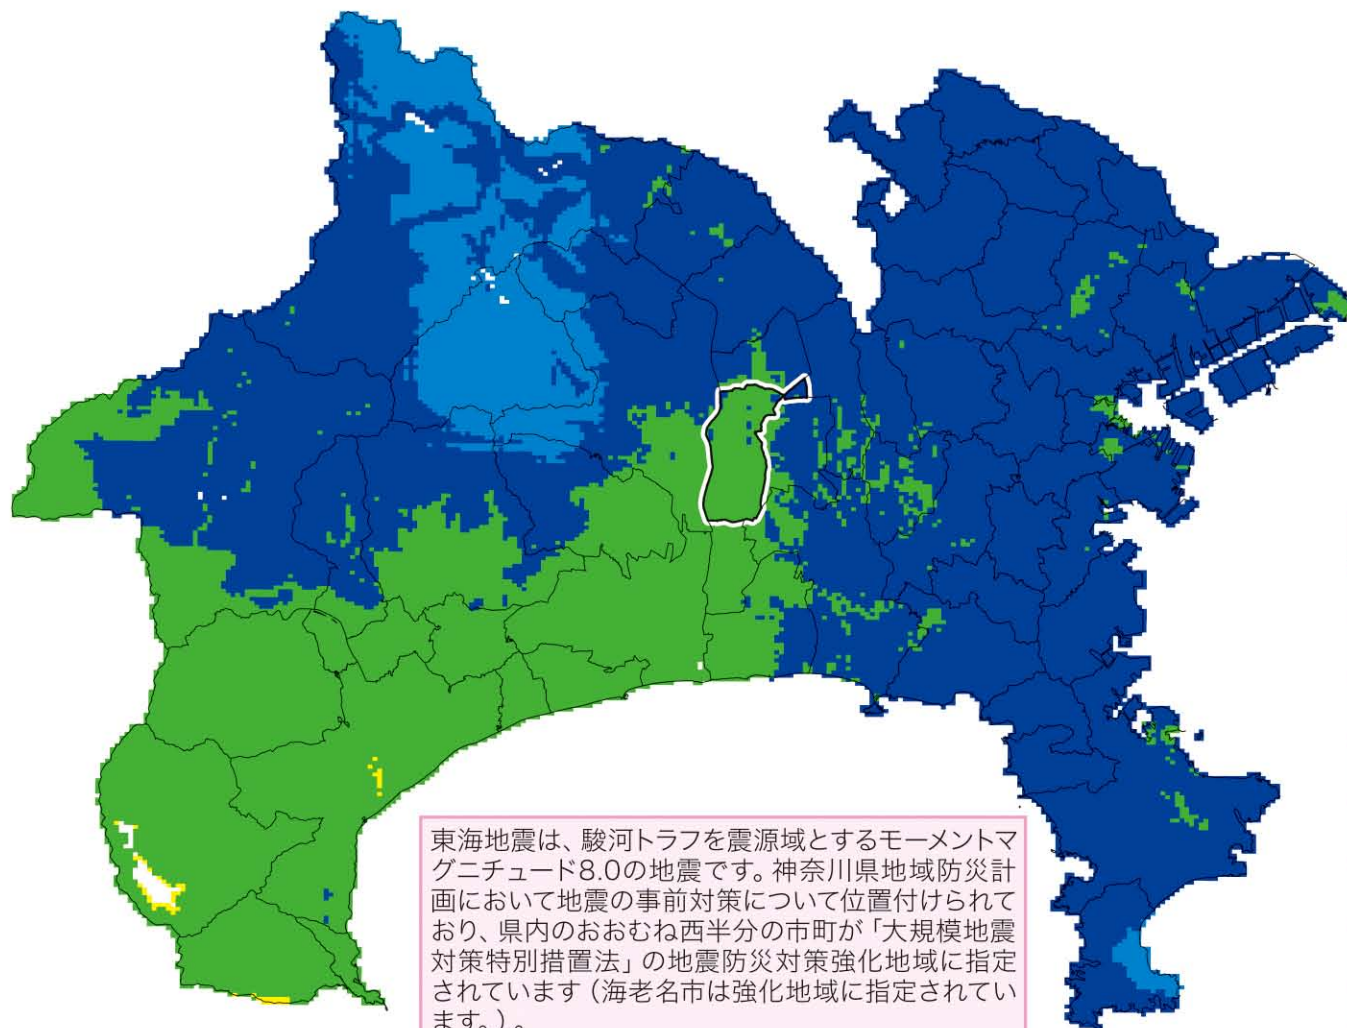 東海地震は、駿河トラフを震源域とするモーメントマ
グニチュード8.0の地震です。神奈川県地域防災計
画において地震の事前対策について位置付けられて
おり、県内のおおむね西半分の市町が「大規模地震
対策特別措置法」の地震防災対策強化地域に指定
されています（海老名市は強化地域に指定されてい
ます。）。